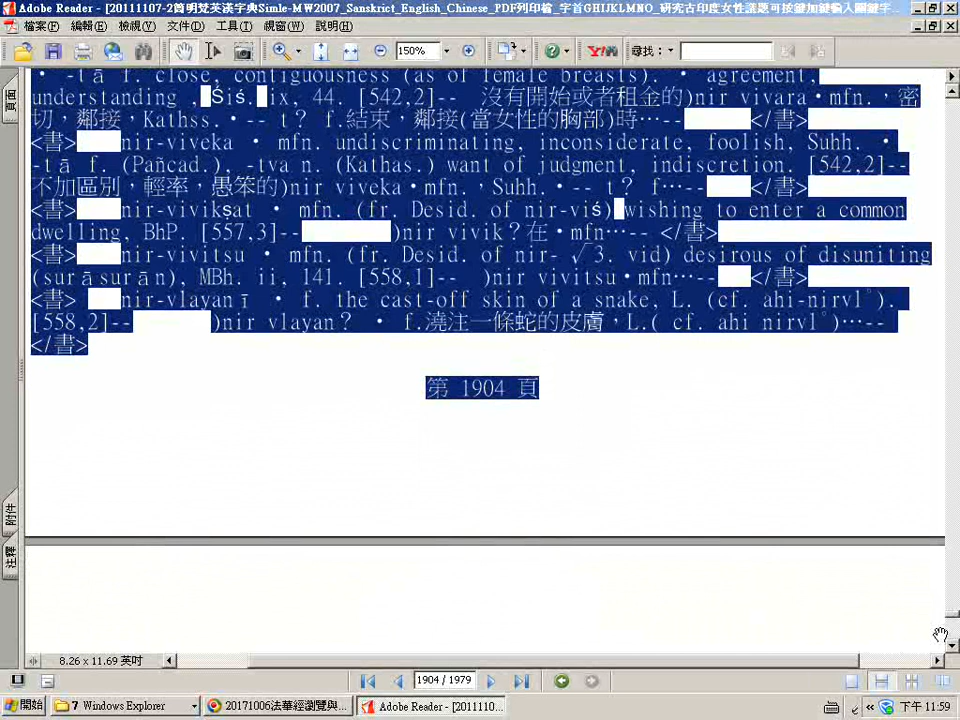 Adobe Reader - [20111107-2簡明梵英漢字典Simle-MW2007_Sanskrict_English_Chinese_PDF列印檔_字首GHIJKLMNO_研究古印度女性議題可按鍵加鍵輸入關鍵字...
檔案(F) 編輯(E) 檢視(V) 文件(D) 工具(T) 視窗(W) 說明(H)
150% 尋找：
頁面
• -tā f. close, contiguousness (as of female breasts). • agreement,
understanding , Śiś. ix, 44. [542,2]-- 沒有開始或者租金的)nir vivara•mfn.，密
切，鄰接，Kathss.•-- t? f.結束，鄰接(當女性的胸部)時…-- </書>
<書> nir-viveka • mfn. undiscriminating, inconsiderate, foolish, Suhh. •
-tā f. (Pañcad.), -tva n. (Kathas.) want of judgment, indiscretion. [542,2]--
不加區別，輕率，愚笨的)nir viveka•mfn.，Suhh.•-- t? f…-- </書>
<書> nir-vivikṣat • mfn. (fr. Desid. of nir-viś) wishing to enter a common
dwelling, BhP. [557,3]-- )nir vivik？在•mfn…-- </書>
<書> nir-vivitsu • mfn. (fr. Desid. of nir- √3. vid) desirous of disuniting
(surāsurān), MBh. ii, 141. [558,1]-- )nir vivitsu•mfn…-- </書>
<書> nir-vlayanī • f. the cast-off skin of a snake, L. (cf. ahi-nirvl°).
[558,2]-- )nir vlayan？ • f.澆注一條蛇的皮膚，L.( cf. ahi nirvl°)…--
</書>
第 1904 頁
附件
注釋
8.26 x 11.69 英吋
1904 / 1979
開始 7 Windows Explorer 20171006法華經瀏覽與... Adobe Reader - [2011110... 下午 11:59